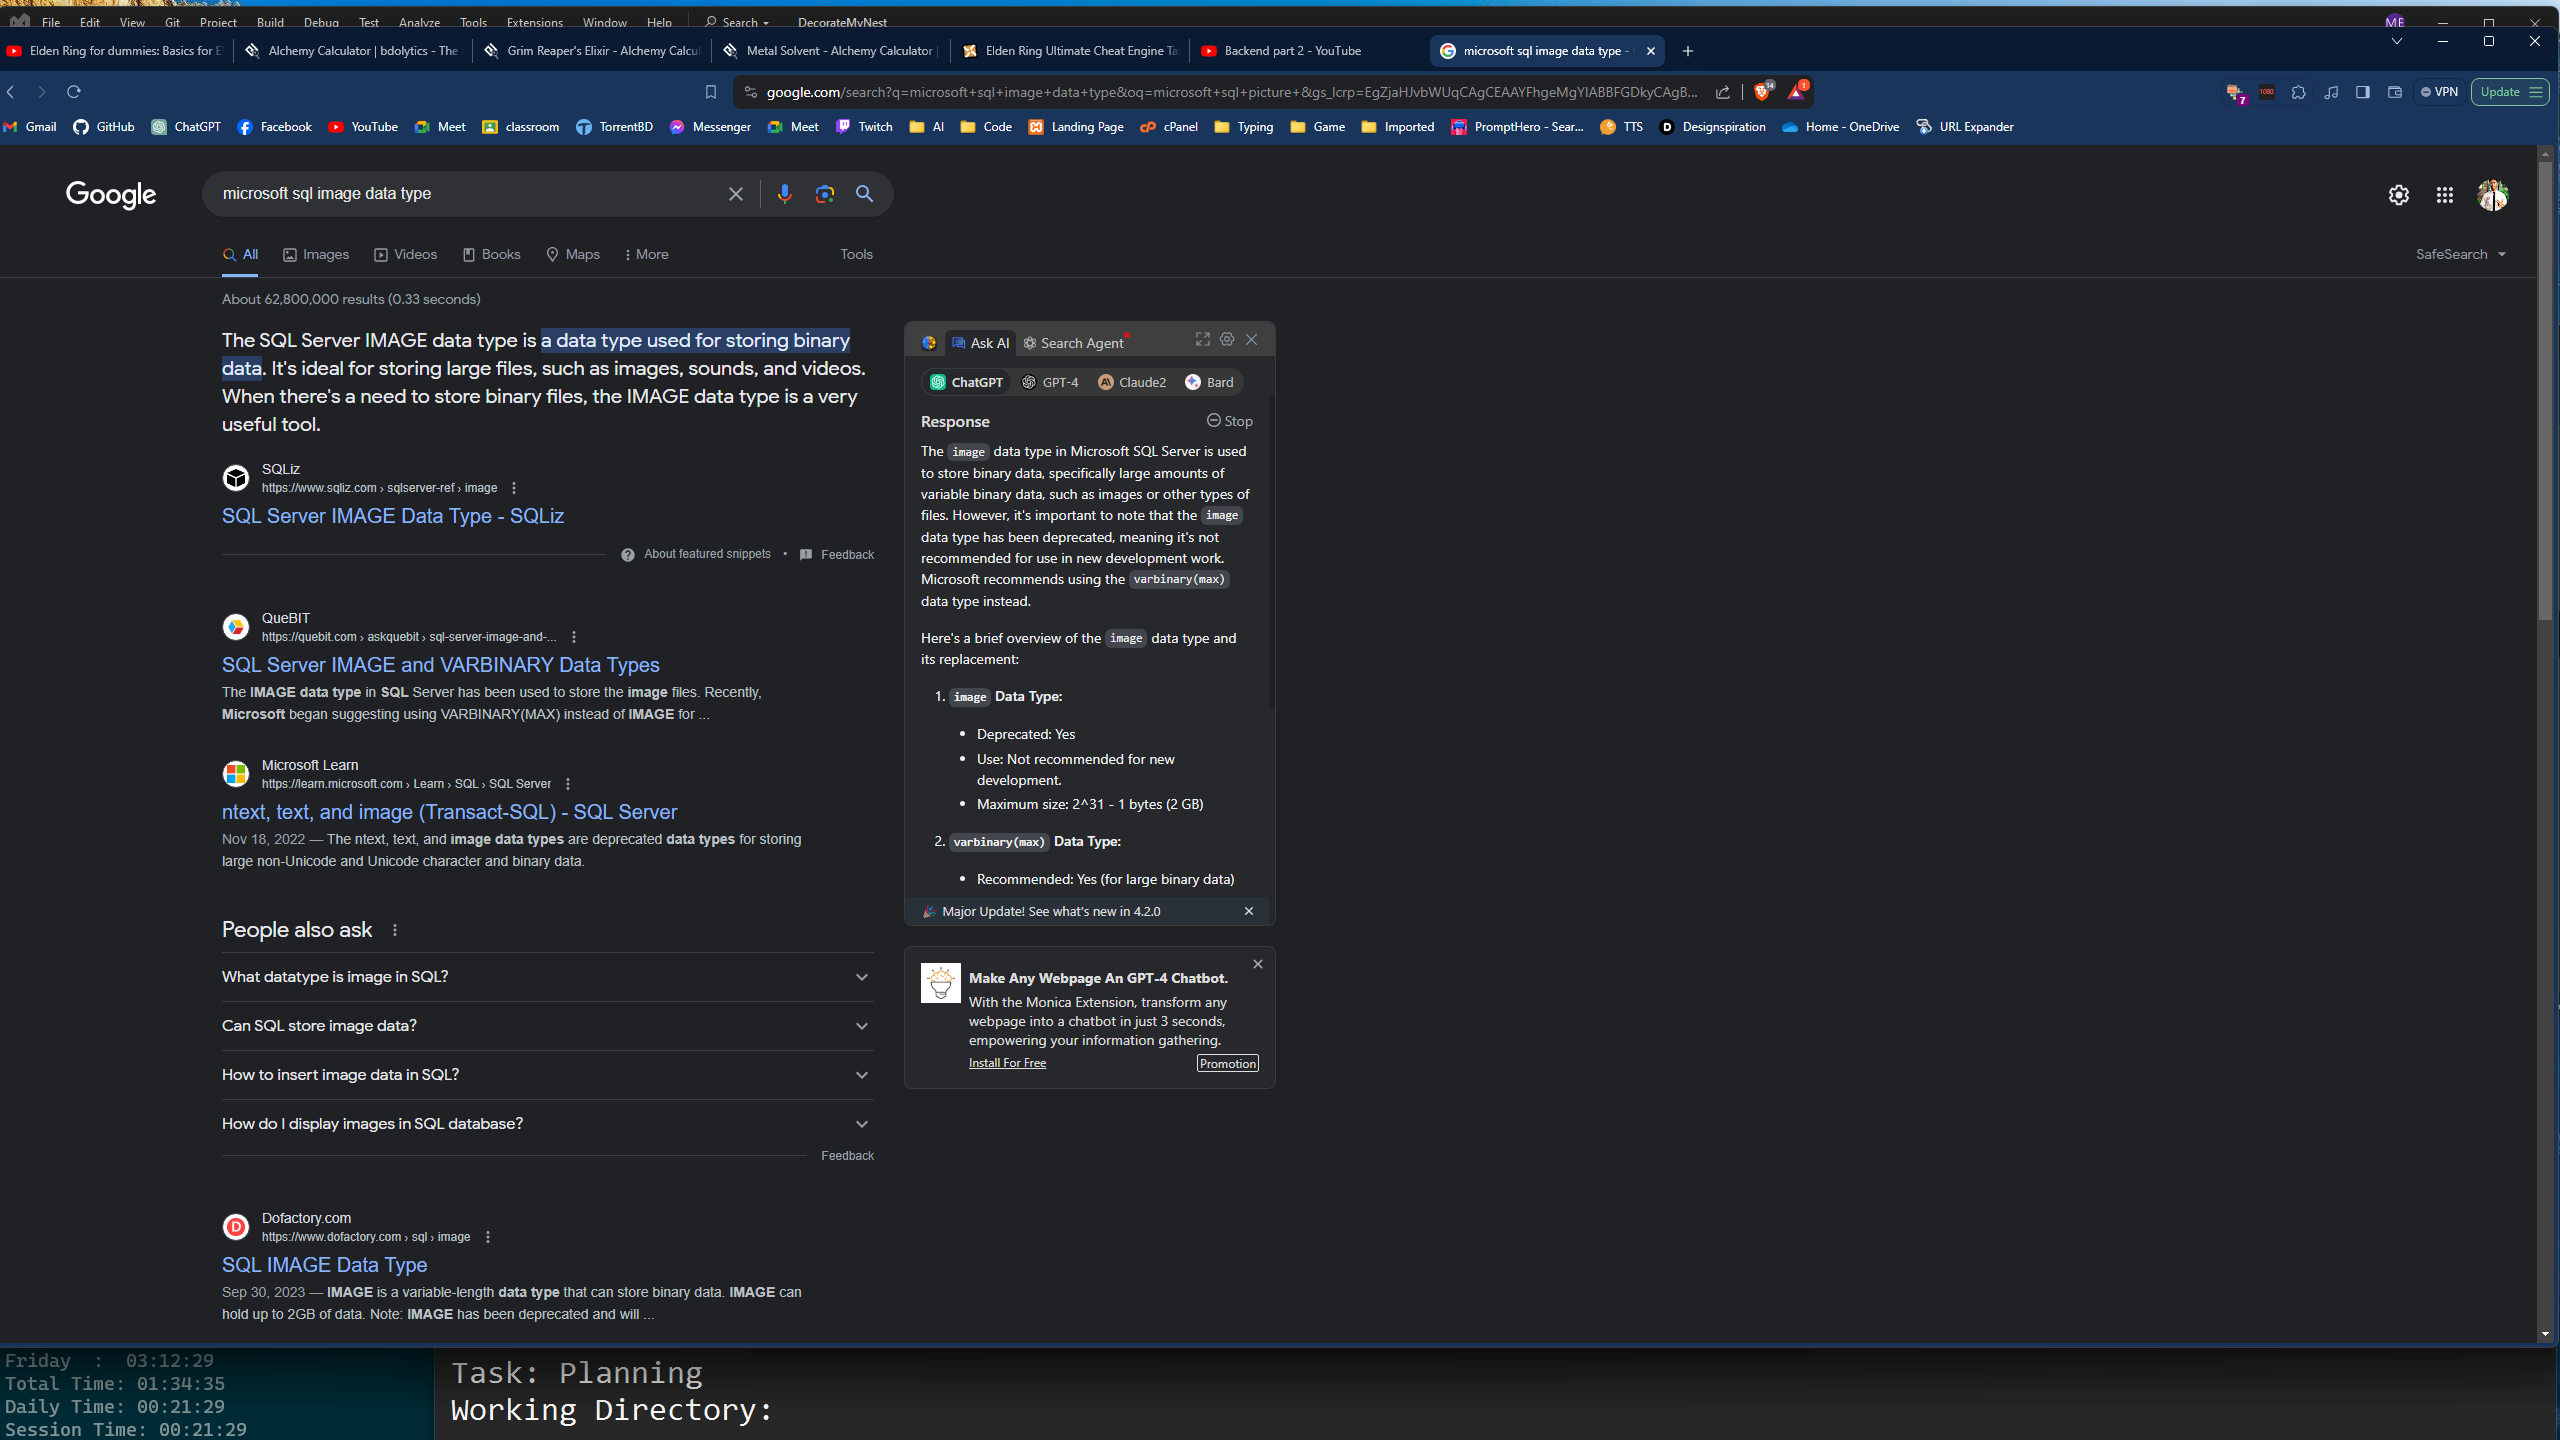 File Edit View Git Project Build Debug Test Analyze Tools Extensions Window Help Search DecorateMyNest ME
Elden Ring for dummies: Basics for E Alchemy Calculator | bdolytics - The Grim Reaper's Elixir - Alchemy Calcu Metal Solvent - Alchemy Calculator | Elden Ring Ultimate Cheat Engine Ta Backend part 2 - YouTube microsoft sql image data type -
google.com/search?q=microsoft+sql+image+data+type&oq=microsoft+sql+picture+&gs_lcrp=EgZjaHJvbWUqCAgCEAAYFhgeMgYIABBFGDkyCAgB... 14 1 7 1080 VPN Update
Gmail GitHub ChatGPT Facebook YouTube Meet classroom TorrentBD Messenger Meet Twitch AI Code Landing Page cPanel Typing Game Imported PromptHero - Sear... TTS Designspiration Home - OneDrive URL Expander
Google microsoft sql image data type
All Images Videos Books Maps More Tools SafeSearch
About 62,800,000 results (0.33 seconds)
The SQL Server IMAGE data type is a data type used for storing binary
data. It's ideal for storing large files, such as images, sounds, and videos.
When there's a need to store binary files, the IMAGE data type is a very
useful tool.
SQLiz
https://www.sqliz.com › sqlserver-ref › image
SQL Server IMAGE Data Type - SQLiz
About featured snippets • Feedback
QueBIT
https://quebit.com › askquebit › sql-server-image-and-...
SQL Server IMAGE and VARBINARY Data Types
The IMAGE data type in SQL Server has been used to store the image files. Recently,
Microsoft began suggesting using VARBINARY(MAX) instead of IMAGE for ...
Microsoft Learn
https://learn.microsoft.com › Learn › SQL › SQL Server
ntext, text, and image (Transact-SQL) - SQL Server
Nov 18, 2022 — The ntext, text, and image data types are deprecated data types for storing
large non-Unicode and Unicode character and binary data.
People also ask
What datatype is image in SQL?
Can SQL store image data?
How to insert image data in SQL?
How do I display images in SQL database?
Feedback
Dofactory.com
https://www.dofactory.com › sql › image
SQL IMAGE Data Type
Sep 30, 2023 — IMAGE is a variable-length data type that can store binary data. IMAGE can
hold up to 2GB of data. Note: IMAGE has been deprecated and will ...
Ask AI Search Agent
ChatGPT GPT-4 Claude2 Bard
Response Stop
The image data type in Microsoft SQL Server is used
to store binary data, specifically large amounts of
variable binary data, such as images or other types of
files. However, it's important to note that the image
data type has been deprecated, meaning it's not
recommended for use in new development work.
Microsoft recommends using the varbinary(max)
data type instead.
Here's a brief overview of the image data type and
its replacement:
1. image Data Type:
• Deprecated: Yes
• Use: Not recommended for new
development.
• Maximum size: 2^31 - 1 bytes (2 GB)
2. varbinary(max) Data Type:
• Recommended: Yes (for large binary data)
Major Update! See what's new in 4.2.0
Make Any Webpage An GPT-4 Chatbot.
With the Monica Extension, transform any
webpage into a chatbot in just 3 seconds,
empowering your information gathering.
Install For Free Promotion
Friday : 03:12:29
Total Time: 01:34:35
Daily Time: 00:21:29
Session Time: 00:21:29
Task: Planning
Working Directory: